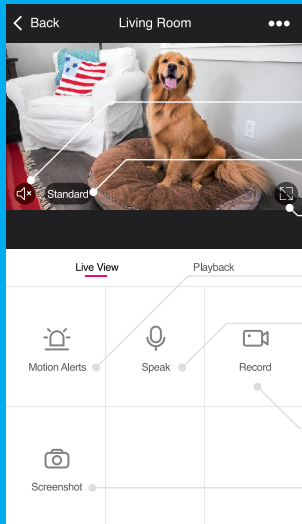 Back
Living Room
Standard
Live View
Playback
Motion Alerts
Speak
Record
Screenshot